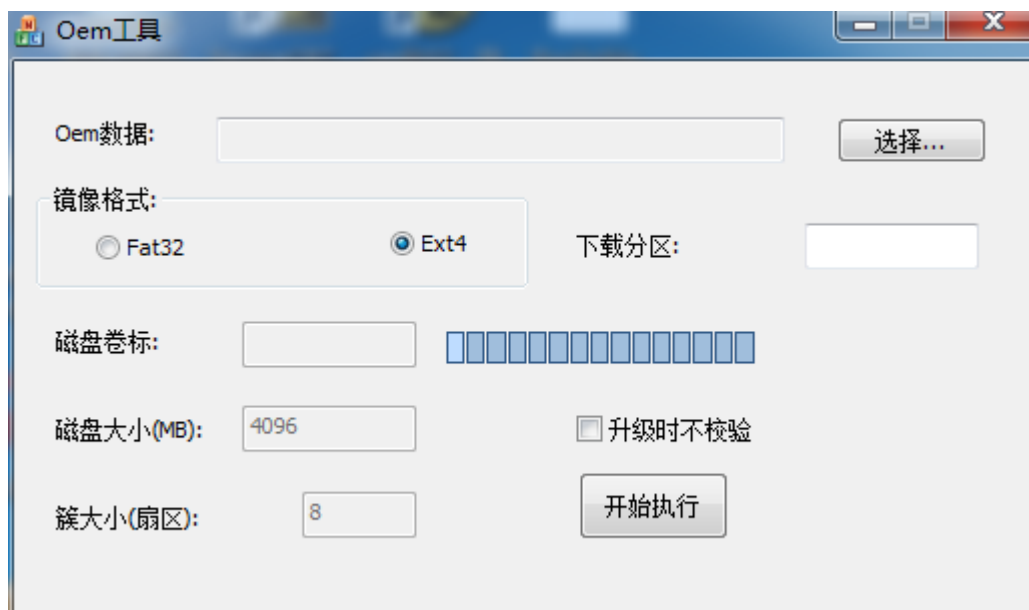 Oem工具
Oem数据:
选择...
镜像格式:
Fat32
Ext4
下载分区:
磁盘卷标:
磁盘大小(MB):
4096
升级时不校验
簇大小(扇区):
8
开始执行